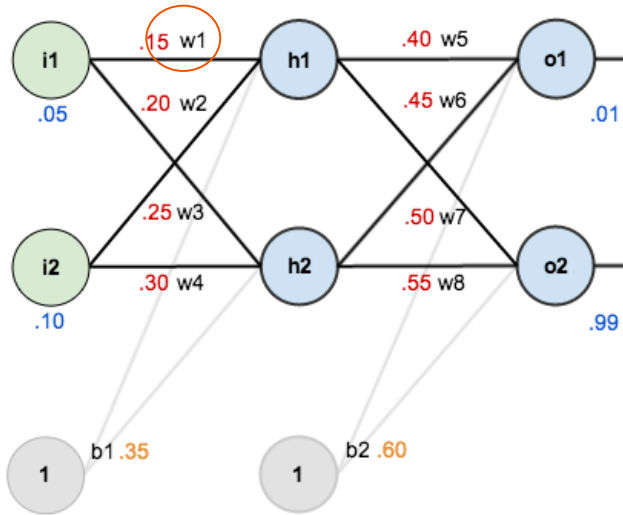 i1 .15 w1 h1 .40 w5 o1
.05 .20 w2 .45 w6 .01
.25 w3 .50 w7
i2 .30 w4 h2 .55 w8 o2
.10 .99
b1 .35 b2 .60
1 1